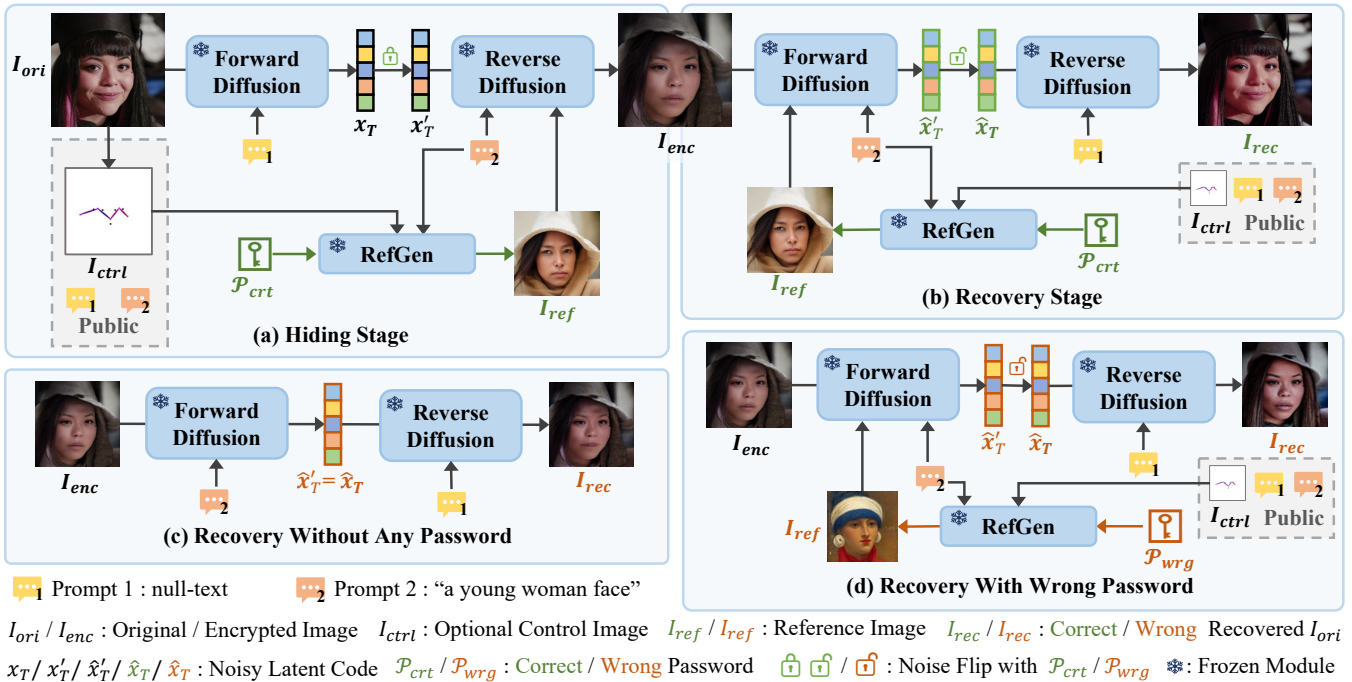 I_ori
Forward Diffusion
x_T
x'_T
Reverse Diffusion
I_enc
1
2
I_ctrl
1 2
Public
P_crt
RefGen
I_ref
(a) Hiding Stage
Forward Diffusion
x̂'_T
x̂_T
Reverse Diffusion
I_rec
2
1
I_ref
RefGen
P_crt
I_ctrl
1 2
Public
(b) Recovery Stage
I_enc
Forward Diffusion
x̂'_T = x̂_T
Reverse Diffusion
I_rec
2
1
(c) Recovery Without Any Password
I_enc
Forward Diffusion
x̂'_T
x̂_T
Reverse Diffusion
I_rec
2
1
I_ref
RefGen
P_wrg
I_ctrl
1 2
Public
(d) Recovery With Wrong Password
1 Prompt 1 : null-text 2 Prompt 2 : “a young woman face”
I_ori / I_enc : Original / Encrypted Image I_ctrl : Optional Control Image I_ref / I_ref : Reference Image I_rec / I_rec : Correct / Wrong Recovered I_ori
x_T / x'_T / x̂'_T / x̂_T / x̂_T : Noisy Latent Code P_crt / P_wrg : Correct / Wrong Password / : Noise Flip with P_crt / P_wrg : Frozen Module